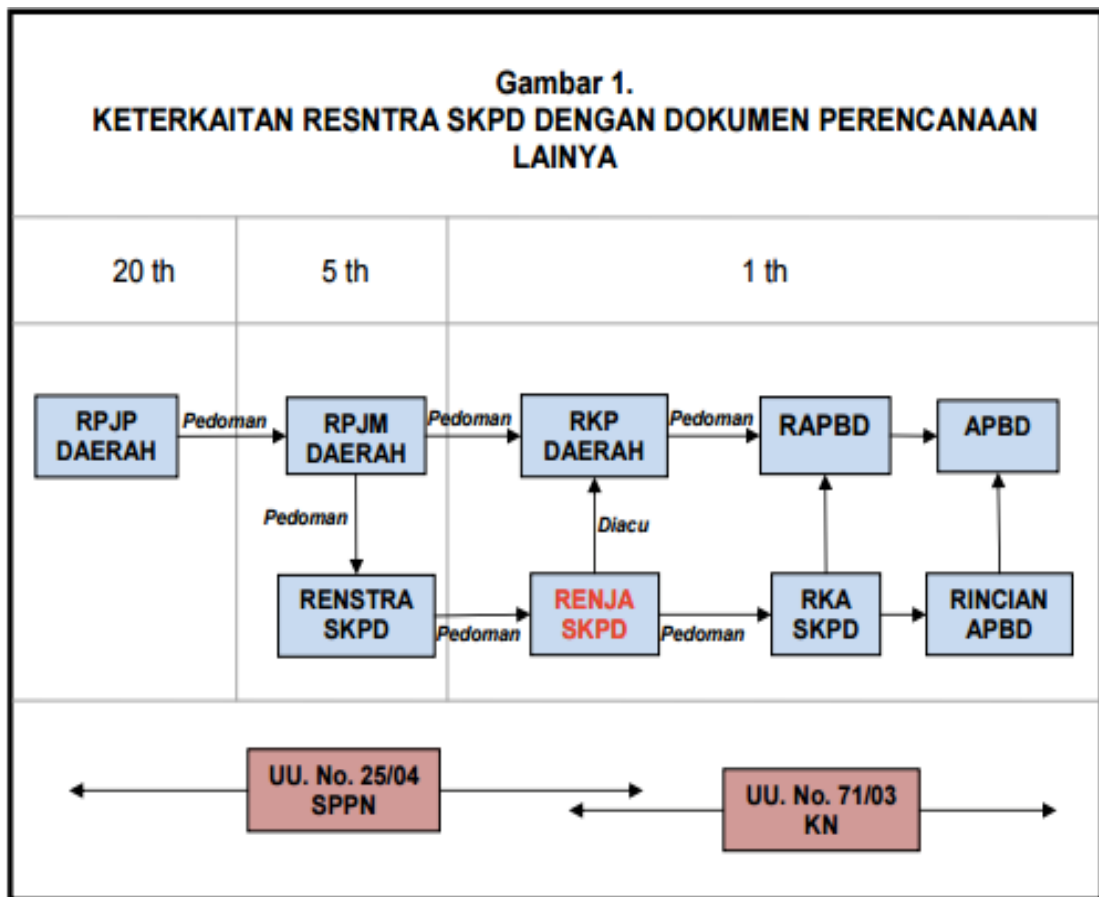 Gambar 1.
KETERKAITAN RESNTRA SKPD DENGAN DOKUMEN PERENCANAAN
LAINYA
20 th
5 th
1 th
RPJP
DAERAH
Pedoman
RPJM
DAERAH
Pedoman
RKP
DAERAH
Pedoman
RAPBD
APBD
Pedoman
Diacu
RENSTRA
SKPD
Pedoman
RENJA
SKPD
Pedoman
RKA
SKPD
RINCIAN
APBD
UU. No. 25/04
SPPN
UU. No. 71/03
KN